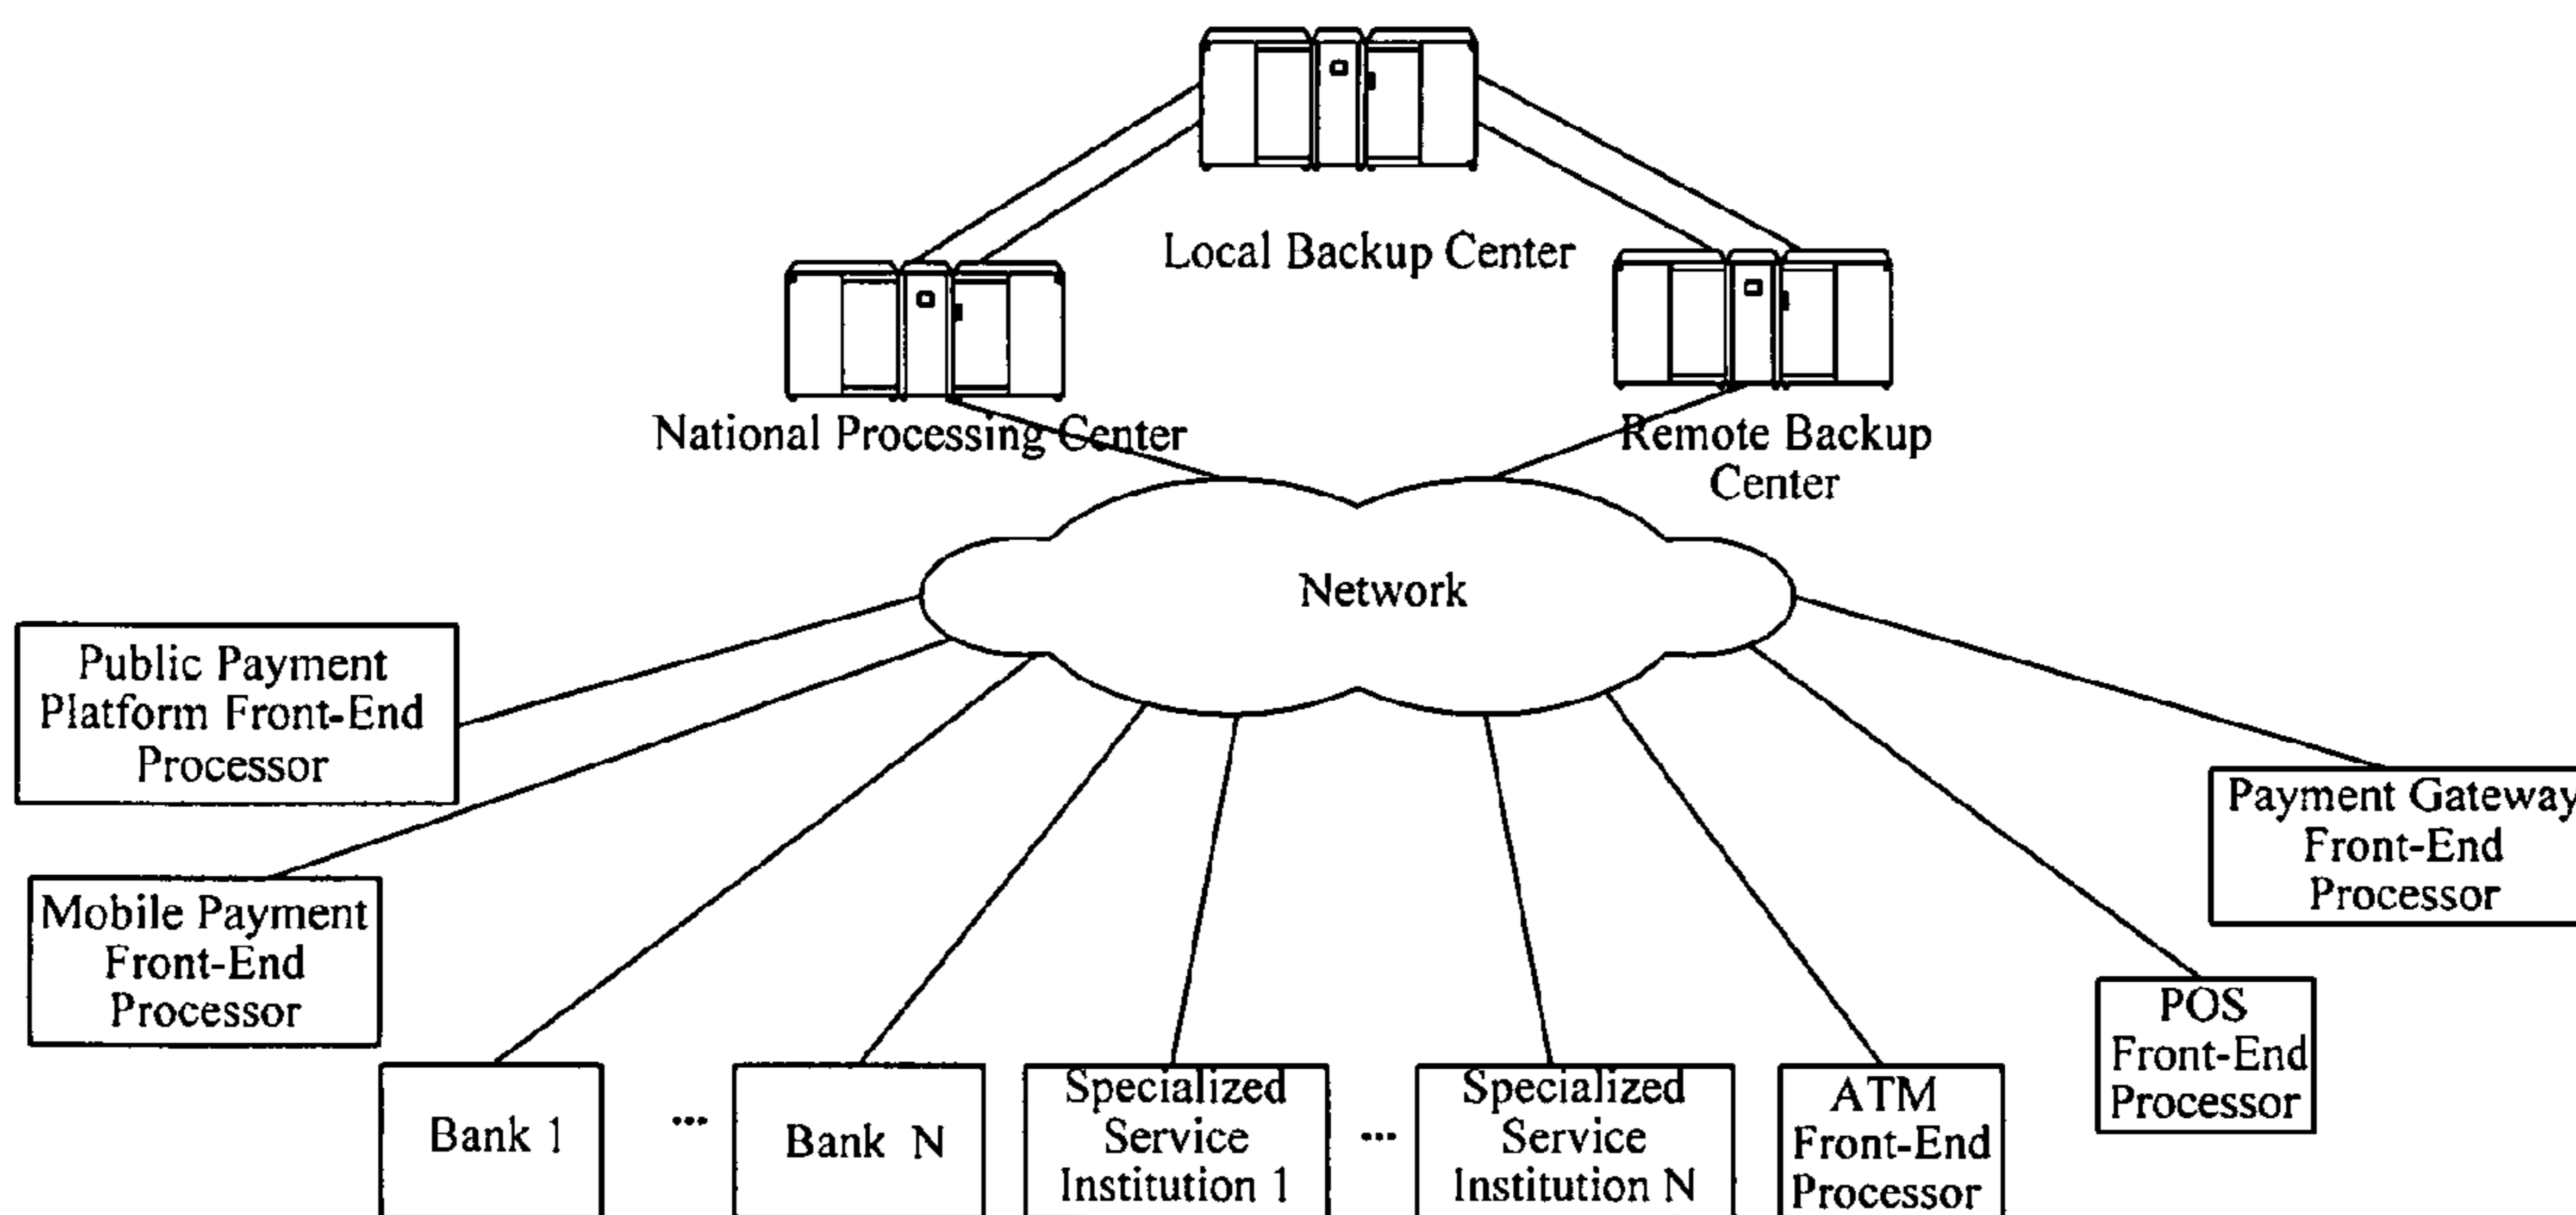 Local Backup Center
National Processing Center
Remote Backup
Center
Network
Public Payment
Platform Front-End
Processor
Mobile Payment
Front-End
Processor
Payment Gateway
Front-End
Processor
POS
Front-End
Processor
Bank 1
...
Bank N
Specialized
Service
Institution 1
...
Specialized
Service
Institution N
ATM
Front-End
Processor